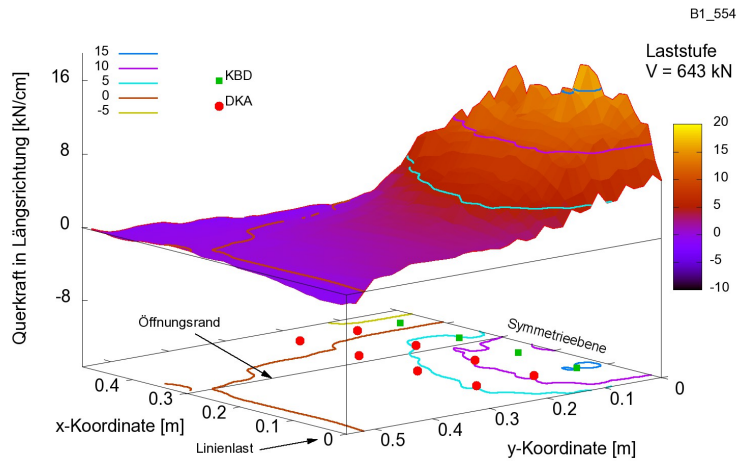 B1_554
Laststufe
V = 643 kN
15
10
5
0
-5
KBD
DKA
Querkraft in Längsrichtung [kN/cm]
16
8
0
-8
20
15
10
5
0
-5
-10
Öffnungsrand
Symmetrieebene
Linienlast
0.4
0.3
0.2
0.1
0
x-Koordinate [m]
0.5
0.4
0.3
0.2
0.1
0
y-Koordinate [m]